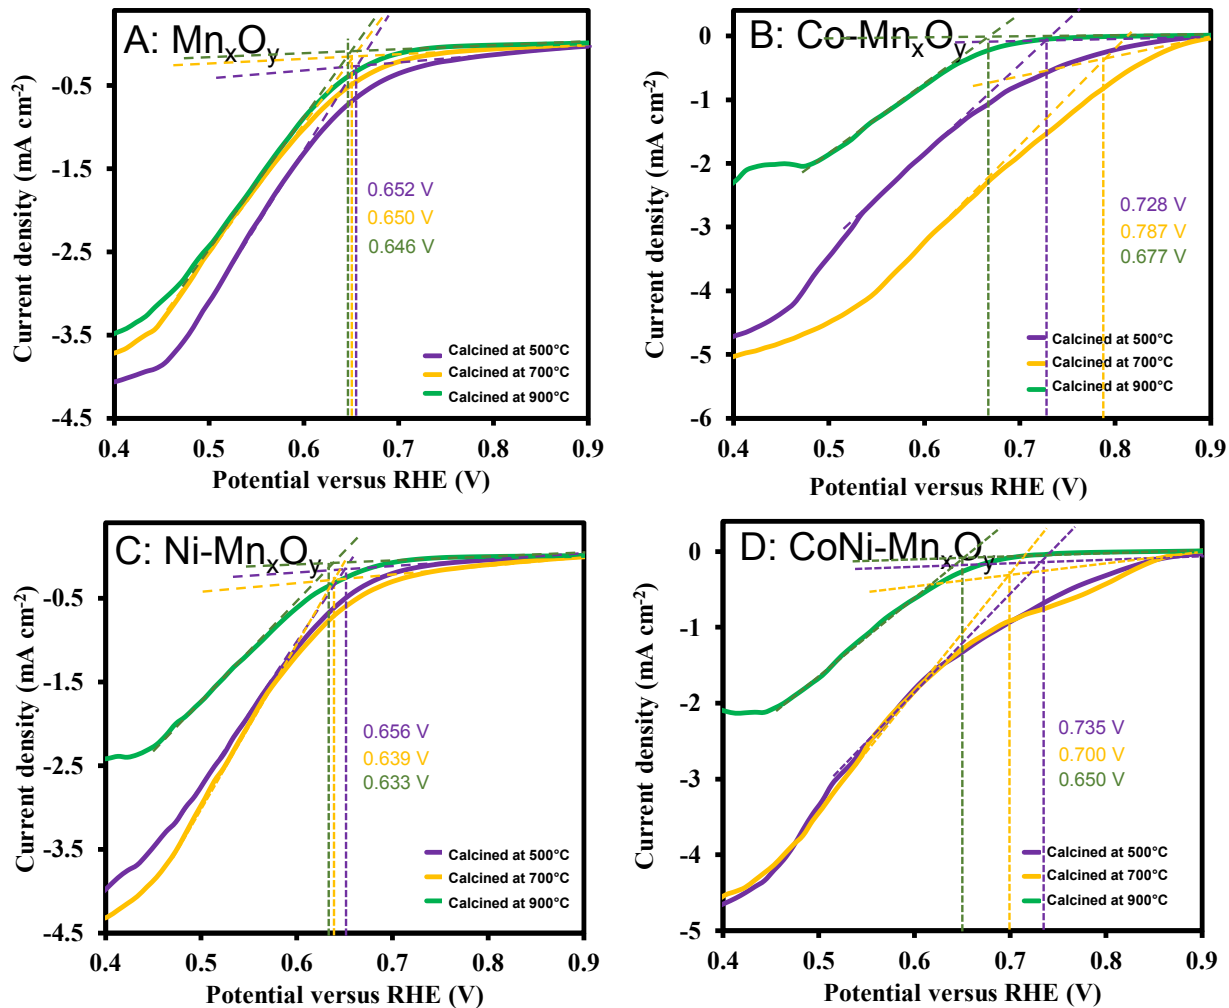 A: MnxOy
Current density (mA cm-2)
-0.5
-1.5
-2.5
-3.5
-4.5
0.652 V
0.650 V
0.646 V
Calcined at 500°C
Calcined at 700°C
Calcined at 900°C
0.4 0.5 0.6 0.7 0.8 0.9
Potential versus RHE (V)
B: Co-MnxOy
Current density (mA cm-2)
0
-1
-2
-3
-4
-5
-6
0.728 V
0.787 V
0.677 V
Calcined at 500°C
Calcined at 700°C
Calcined at 900°C
0.4 0.5 0.6 0.7 0.8 0.9
Potential versus RHE (V)
C: Ni-MnxOy
Current density (mA cm-2)
-0.5
-1.5
-2.5
-3.5
-4.5
0.656 V
0.639 V
0.633 V
Calcined at 500°C
Calcined at 700°C
Calcined at 900°C
0.4 0.5 0.6 0.7 0.8 0.9
Potential versus RHE (V)
D: CoNi-MnxOy
Current density (mA cm-2)
0
-1
-2
-3
-4
-5
0.735 V
0.700 V
0.650 V
Calcined at 500°C
Calcined at 700°C
Calcined at 900°C
0.4 0.5 0.6 0.7 0.8 0.9
Potential versus RHE (V)